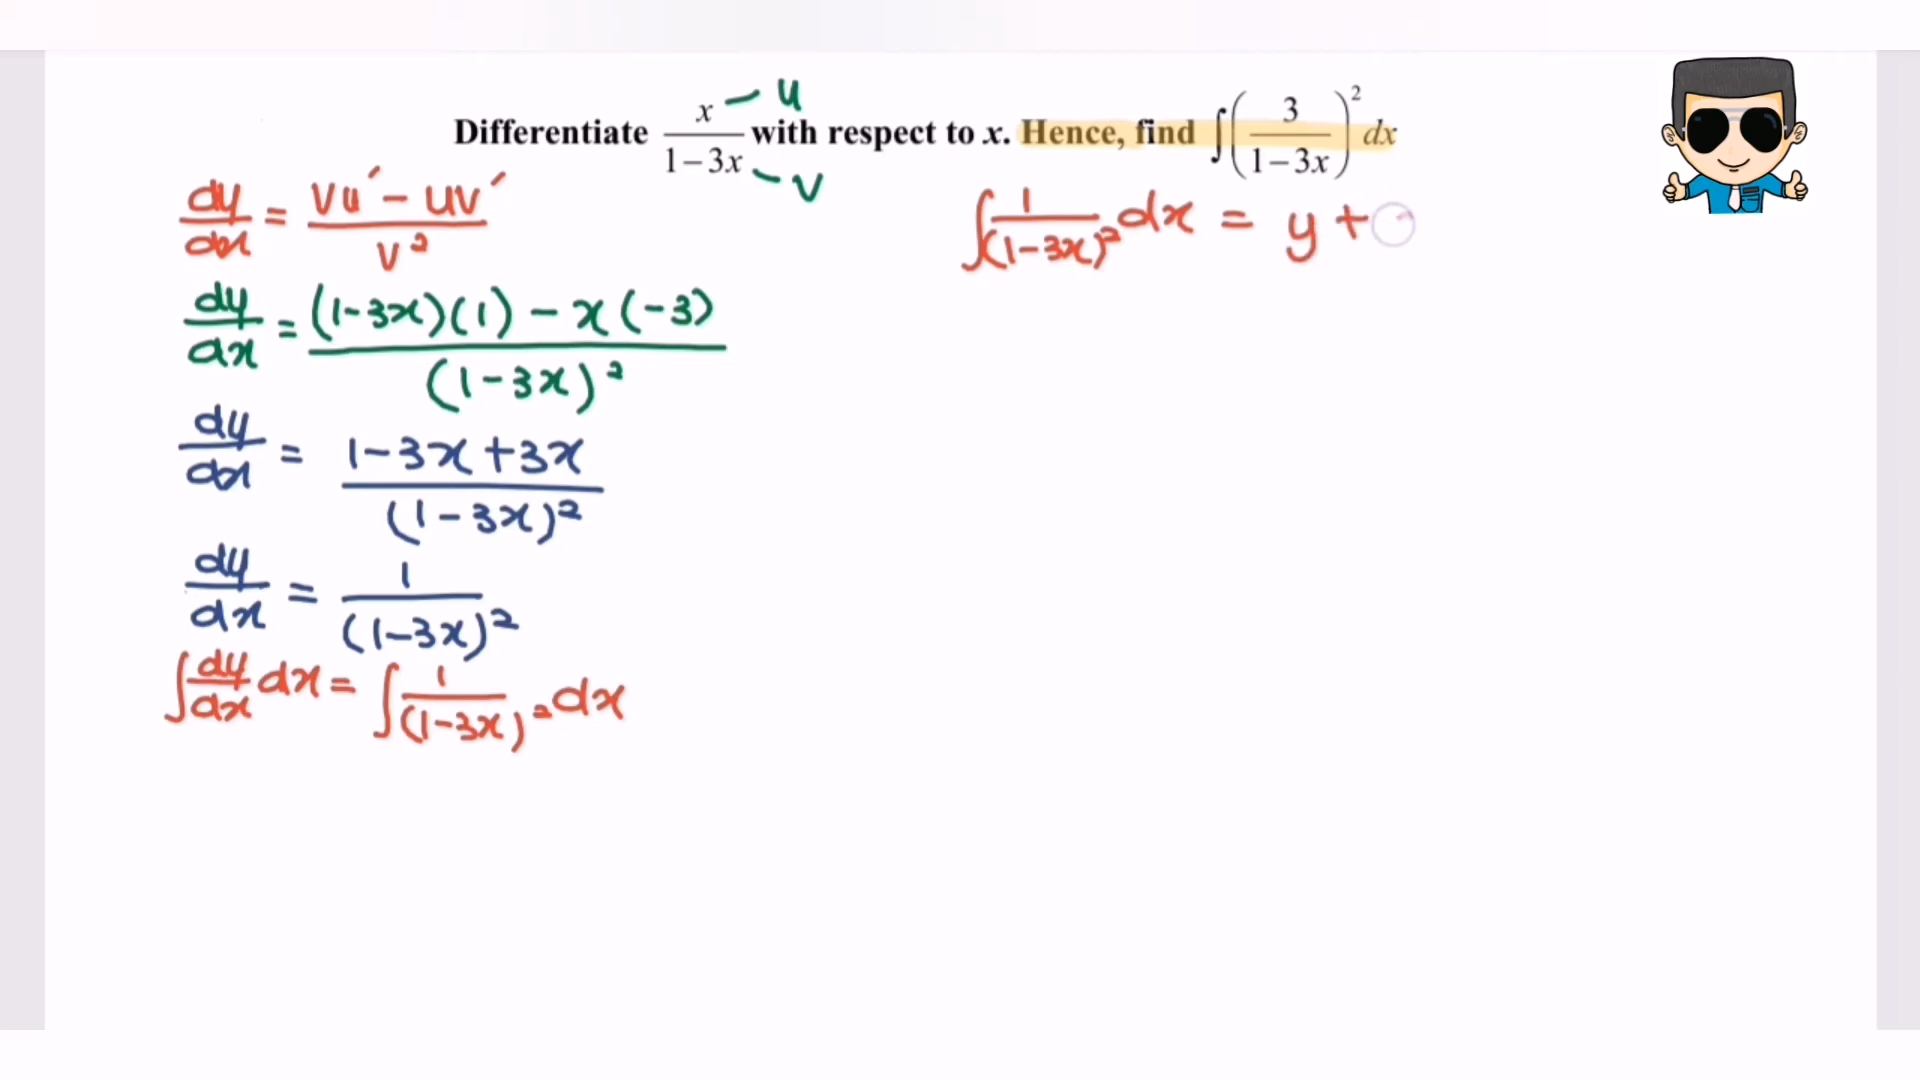 Differentiate x/(1−3x) with respect to x. Hence, find ∫(3/(1−3x))² dx
— u
— v
dy/dx = (vu′ − uv′)/v²
dy/dx = ((1−3x)(1) − x(−3))/(1−3x)²
dy/dx = (1−3x+3x)/(1−3x)²
dy/dx = 1/(1−3x)²
∫dy/dx dx = ∫1/(1−3x)² dx
∫1/(1−3x)² dx = y +